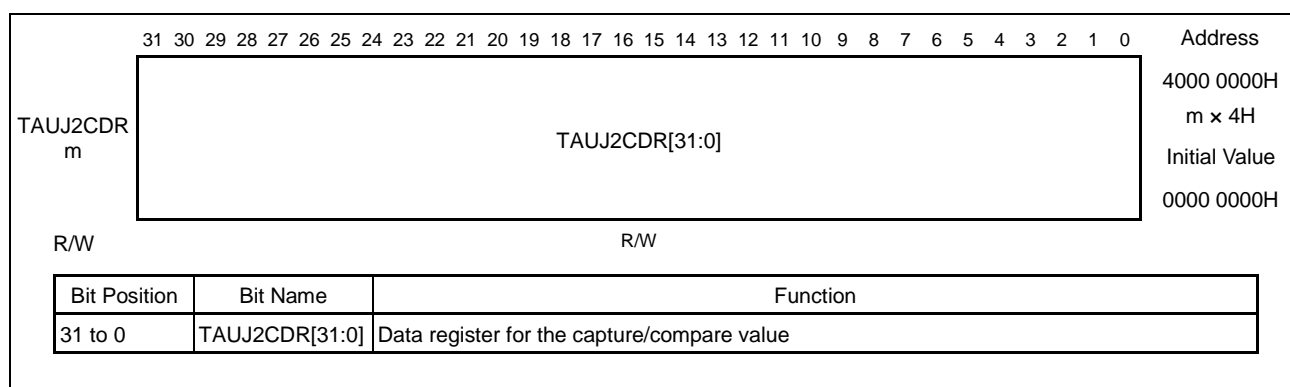 31 30 29 28 27 26 25 24 23 22 21 20 19 18 17 16 15 14 13 12 11 10 9 8 7 6 5 4 3 2 1 0 Address
4000 0000H
TAUJ2CDR
m
TAUJ2CDR[31:0]
m × 4H
Initial Value
0000 0000H
R/W R/W
Bit Position Bit Name Function
31 to 0 TAUJ2CDR[31:0] Data register for the capture/compare value